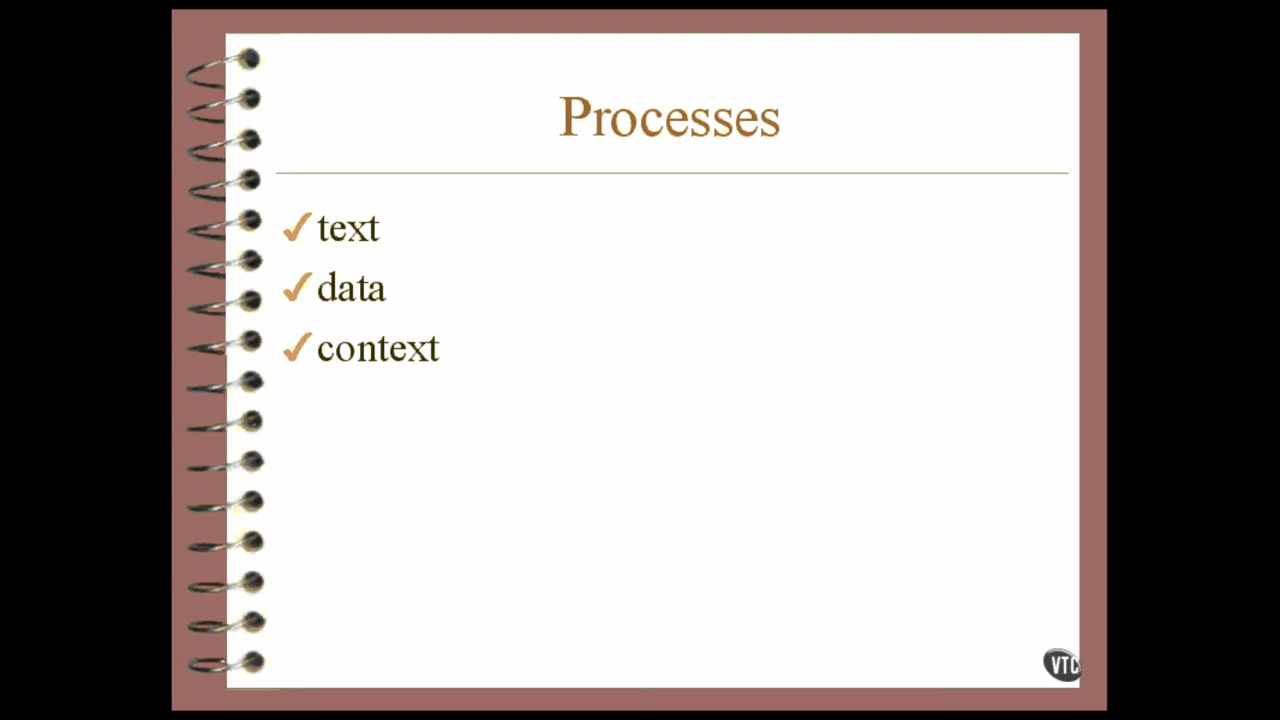 Processes
text
data
context
VTC